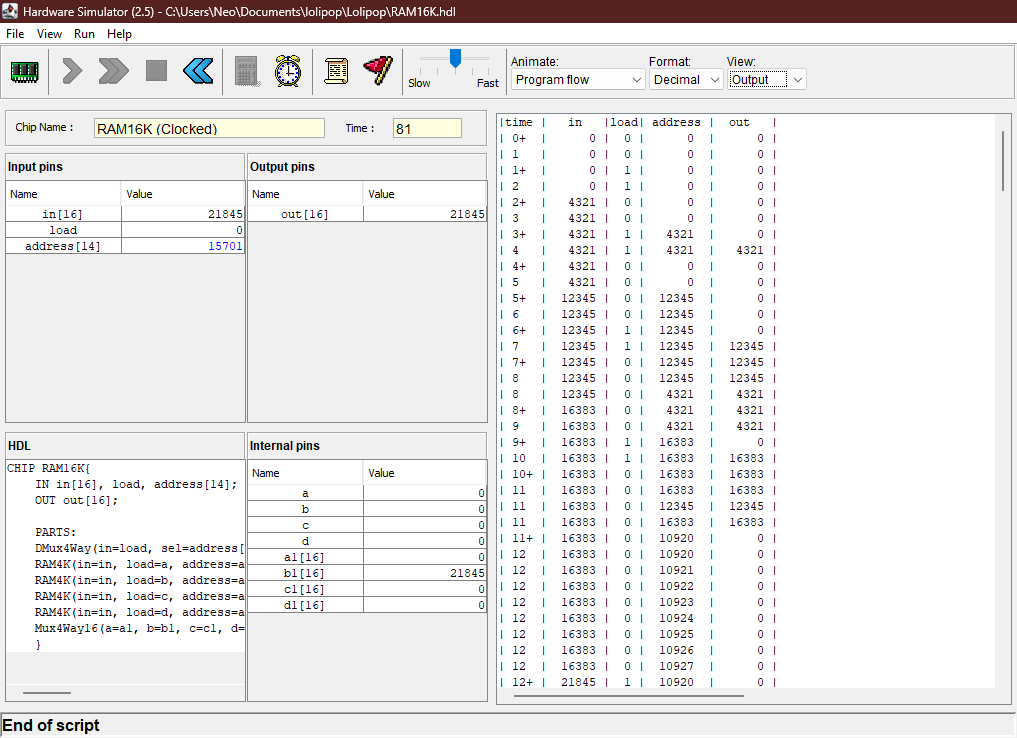 Hardware Simulator (2.5) - C:\Users\Neo\Documents\lolipop\Lolipop\RAM16K.hdl
File View Run Help
Slow Fast
Animate: Format: View:
Program flow Decimal Output
Chip Name : RAM16K (Clocked) Time : 81
Input pins
Name Value
in[16] 21845
load 0
address[14] 15701
Output pins
Name Value
out[16] 21845
HDL
CHIP RAM16K{
IN in[16], load, address[14];
OUT out[16];
PARTS:
DMux4Way(in=load, sel=address[
RAM4K(in=in, load=a, address=a
RAM4K(in=in, load=b, address=a
RAM4K(in=in, load=c, address=a
RAM4K(in=in, load=d, address=a
Mux4Way16(a=a1, b=b1, c=c1, d=
}
Internal pins
Name Value
a 0
b 0
c 0
d 0
a1[16] 0
b1[16] 21845
c1[16] 0
d1[16] 0
|time | in |load| address | out |
| 0+ | 0 | 0 | 0 | 0 |
| 1 | 0 | 0 | 0 | 0 |
| 1+ | 0 | 1 | 0 | 0 |
| 2 | 0 | 1 | 0 | 0 |
| 2+ | 4321 | 0 | 0 | 0 |
| 3 | 4321 | 0 | 0 | 0 |
| 3+ | 4321 | 1 | 4321 | 0 |
| 4 | 4321 | 1 | 4321 | 4321 |
| 4+ | 4321 | 0 | 0 | 0 |
| 5 | 4321 | 0 | 0 | 0 |
| 5+ | 12345 | 0 | 12345 | 0 |
| 6 | 12345 | 0 | 12345 | 0 |
| 6+ | 12345 | 1 | 12345 | 0 |
| 7 | 12345 | 1 | 12345 | 12345 |
| 7+ | 12345 | 0 | 12345 | 12345 |
| 8 | 12345 | 0 | 12345 | 12345 |
| 8 | 12345 | 0 | 4321 | 4321 |
| 8+ | 16383 | 0 | 4321 | 4321 |
| 9 | 16383 | 0 | 4321 | 4321 |
| 9+ | 16383 | 1 | 16383 | 0 |
| 10 | 16383 | 1 | 16383 | 16383 |
| 10+ | 16383 | 0 | 16383 | 16383 |
| 11 | 16383 | 0 | 16383 | 16383 |
| 11 | 16383 | 0 | 12345 | 12345 |
| 11 | 16383 | 0 | 16383 | 16383 |
| 11+ | 16383 | 0 | 10920 | 0 |
| 12 | 16383 | 0 | 10920 | 0 |
| 12 | 16383 | 0 | 10921 | 0 |
| 12 | 16383 | 0 | 10922 | 0 |
| 12 | 16383 | 0 | 10923 | 0 |
| 12 | 16383 | 0 | 10924 | 0 |
| 12 | 16383 | 0 | 10925 | 0 |
| 12 | 16383 | 0 | 10926 | 0 |
| 12 | 16383 | 0 | 10927 | 0 |
| 12+ | 21845 | 1 | 10920 | 0 |
End of script